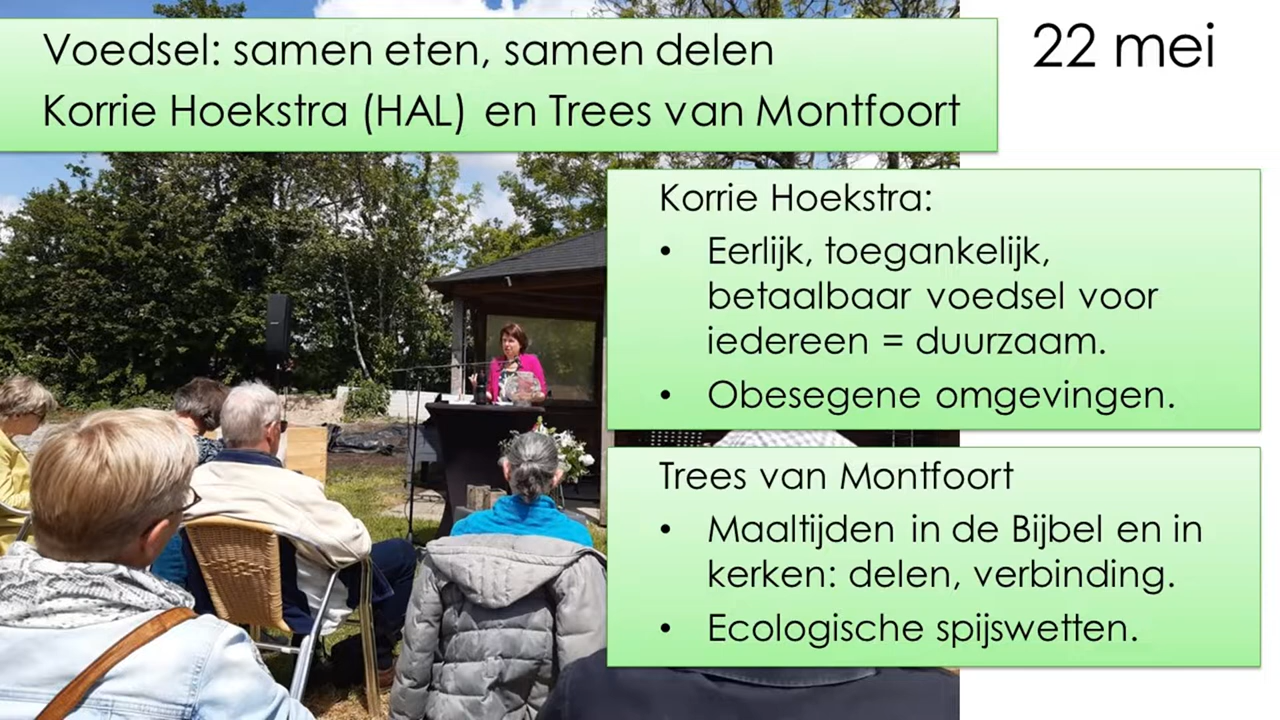 Voedsel: samen eten, samen delen
Korrie Hoekstra (HAL) en Trees van Montfoort
22 mei
Korrie Hoekstra:
• Eerlijk, toegankelijk,
betaalbaar voedsel voor
iedereen = duurzaam.
• Obesegene omgevingen.
Trees van Montfoort
• Maaltijden in de Bijbel en in
kerken: delen, verbinding.
• Ecologische spijswetten.